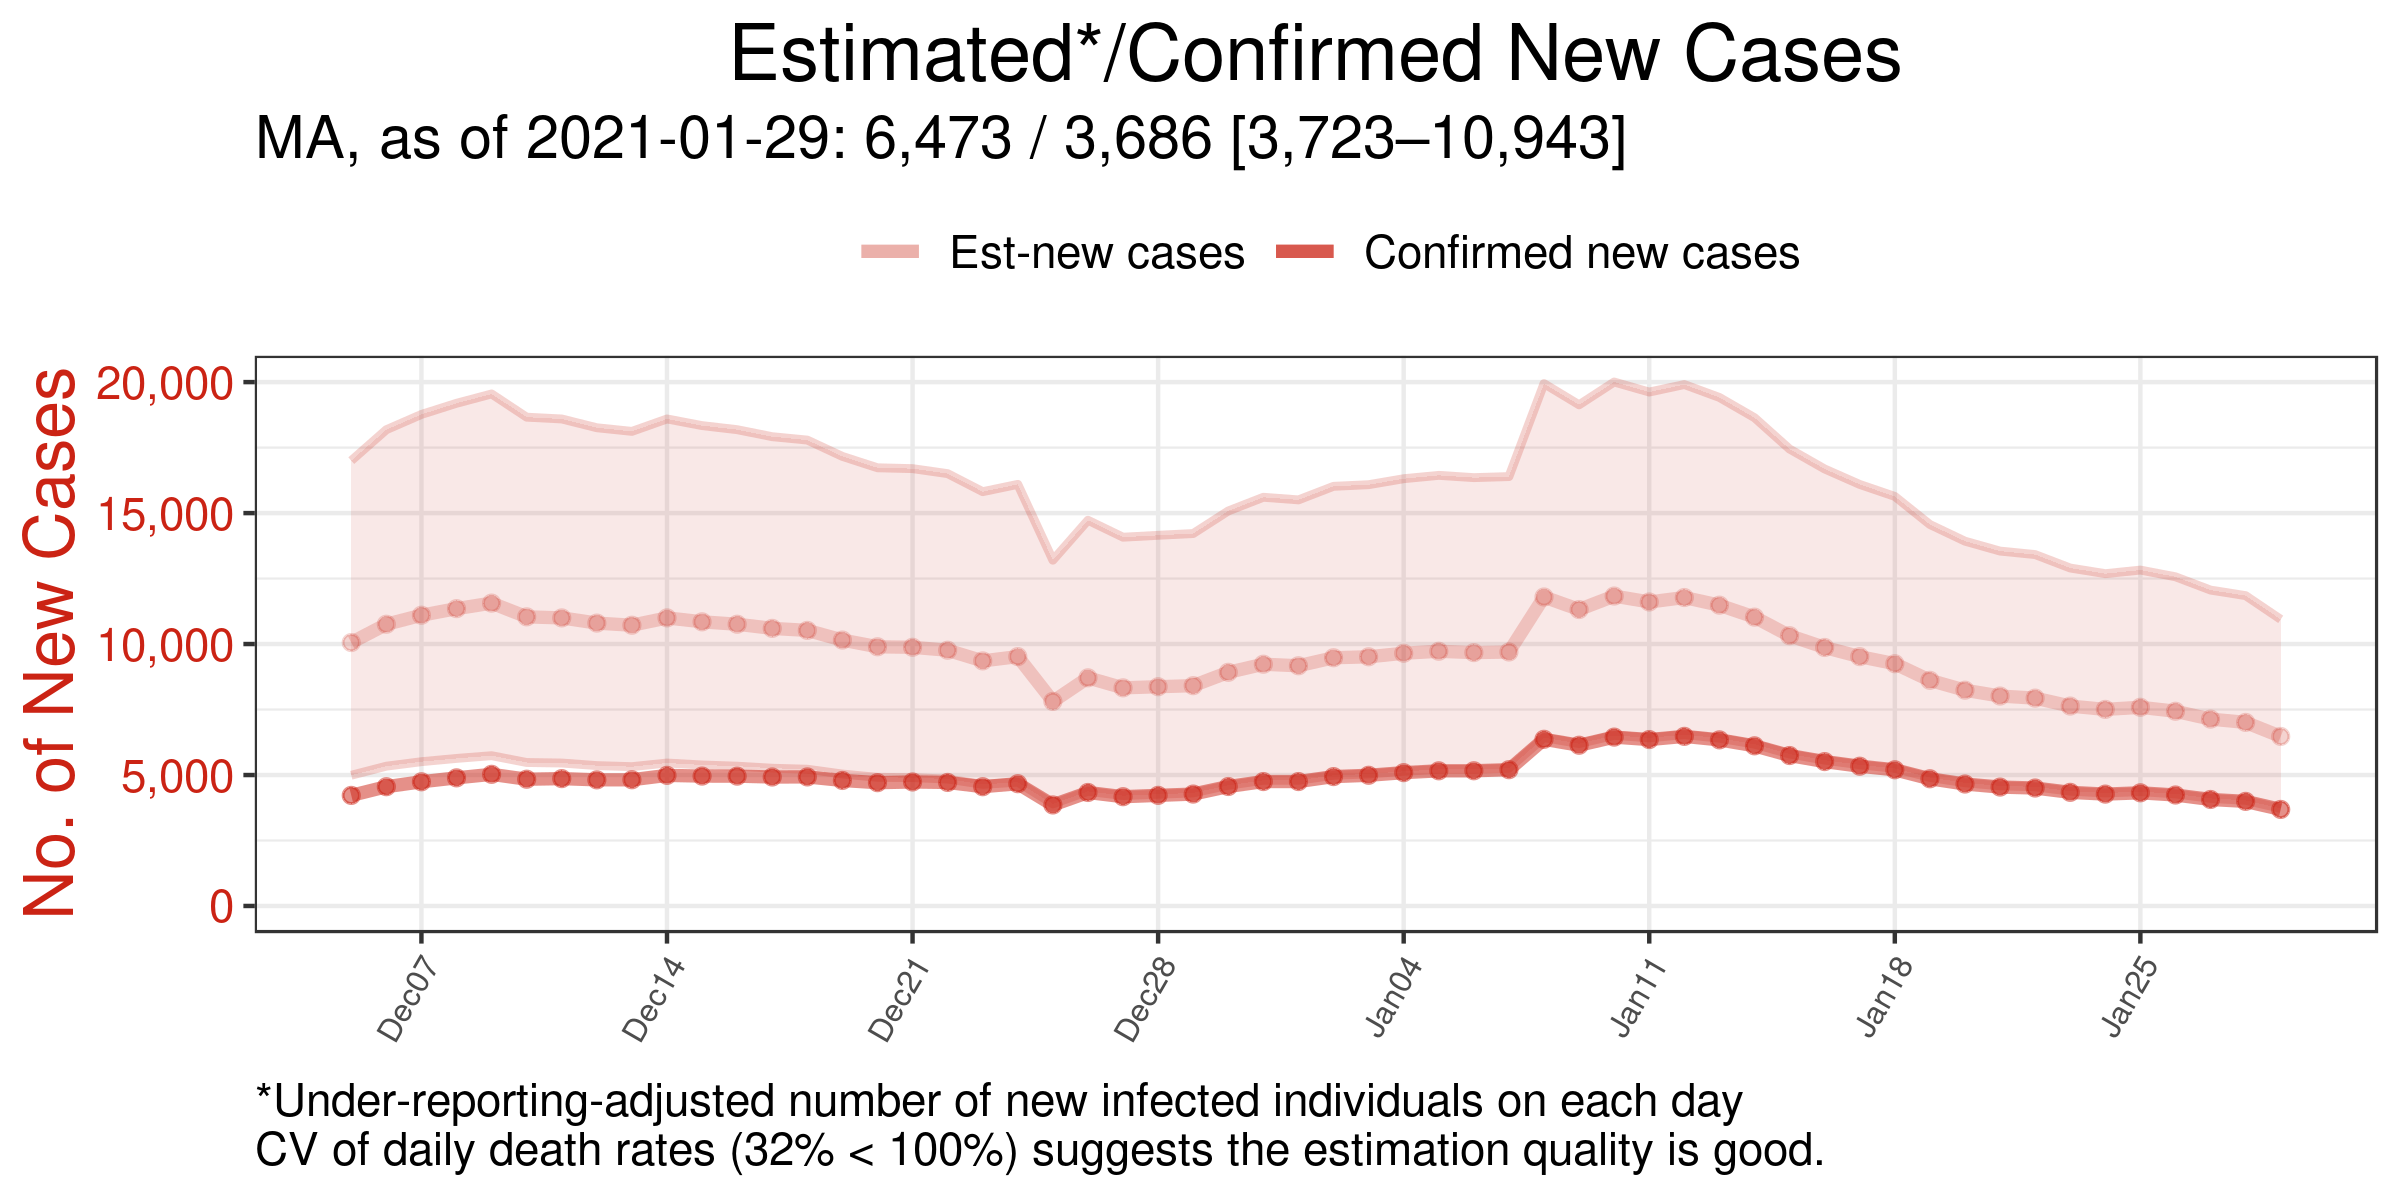 Estimated*/Confirmed New Cases
MA, as of 2021-01-29: 6,473 / 3,686 [3,723–10,943]
Est-new cases
Confirmed new cases
No. of New Cases
20,000
15,000
10,000
5,000
0
Dec07
Dec14
Dec21
Dec28
Jan04
Jan11
Jan18
Jan25
*Under-reporting-adjusted number of new infected individuals on each day
CV of daily death rates (32% < 100%) suggests the estimation quality is good.